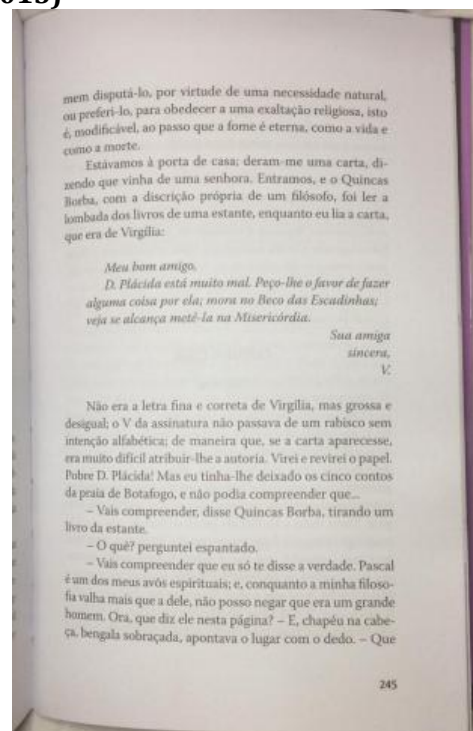 015)
mem disputá-lo, por virtude de uma necessidade natural,
ou preferi-lo, para obedecer a uma exaltação religiosa, isto
é, modificável, ao passo que a fome é eterna, como a vida e
como a morte.
Estávamos à porta de casa; deram-me uma carta, di-
zendo que vinha de uma senhora. Entramos, e o Quincas
Borba, com a discrição própria de um filósofo, foi ler a
lombada dos livros de uma estante, enquanto eu lia a carta,
que era de Virgília:
Meu bom amigo,
D. Plácida está muito mal. Peço-lhe o favor de fazer
alguma coisa por ela; mora no Beco das Escadinhas;
veja se alcança metê-la na Misericórdia.
Sua amiga
sincera,
V.
Não era a letra fina e correta de Virgília, mas grossa e
desigual; o V da assinatura não passava de um rabisco sem
intenção alfabética; de maneira que, se a carta aparecesse,
era muito difícil atribuir-lhe a autoria. Virei e revirei o papel.
Pobre D. Plácida! Mas eu tinha-lhe deixado os cinco contos
da praia de Botafogo, e não podia compreender que...
– Vais compreender, disse Quincas Borba, tirando um
livro da estante.
– O quê? perguntei espantado.
– Vais compreender que eu só te disse a verdade. Pascal
é um dos meus avós espirituais; e, conquanto a minha filoso-
fia valha mais que a dele, não posso negar que era um grande
homem. Ora, que diz ele nesta página? – E, chapéu na cabe-
ça, bengala sobraçada, apontava o lugar com o dedo. – Que
245